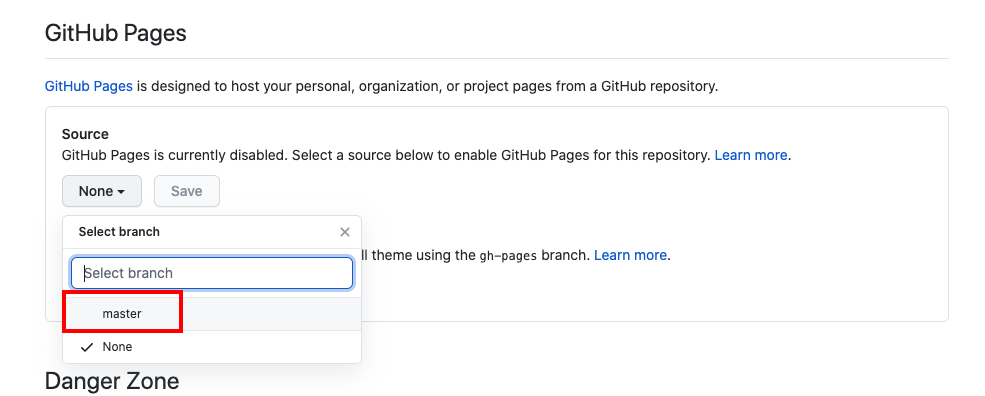 GitHub Pages
GitHub Pages is designed to host your personal, organization, or project pages from a GitHub repository.
Source
GitHub Pages is currently disabled. Select a source below to enable GitHub Pages for this repository. Learn more.
None Save
Select branch
ll theme using the gh-pages branch. Learn more.
Select branch
master
None
Danger Zone